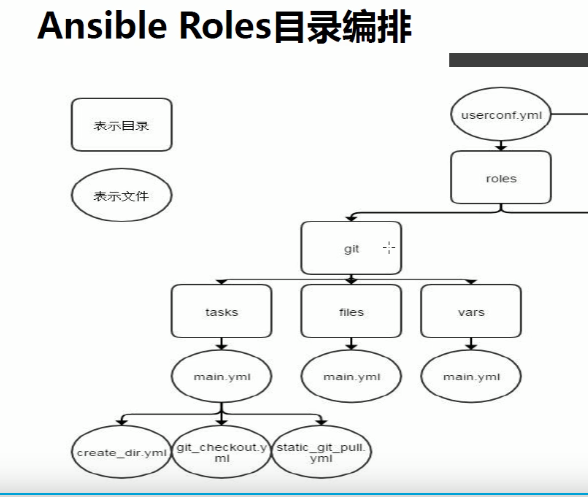 Ansible Roles目录编排
表示目录
表示文件
userconf.yml
roles
git
tasks
files
vars
main.yml
main.yml
main.yml
create_dir.yml
git_checkout.y
ml
static_git_pull.
yml